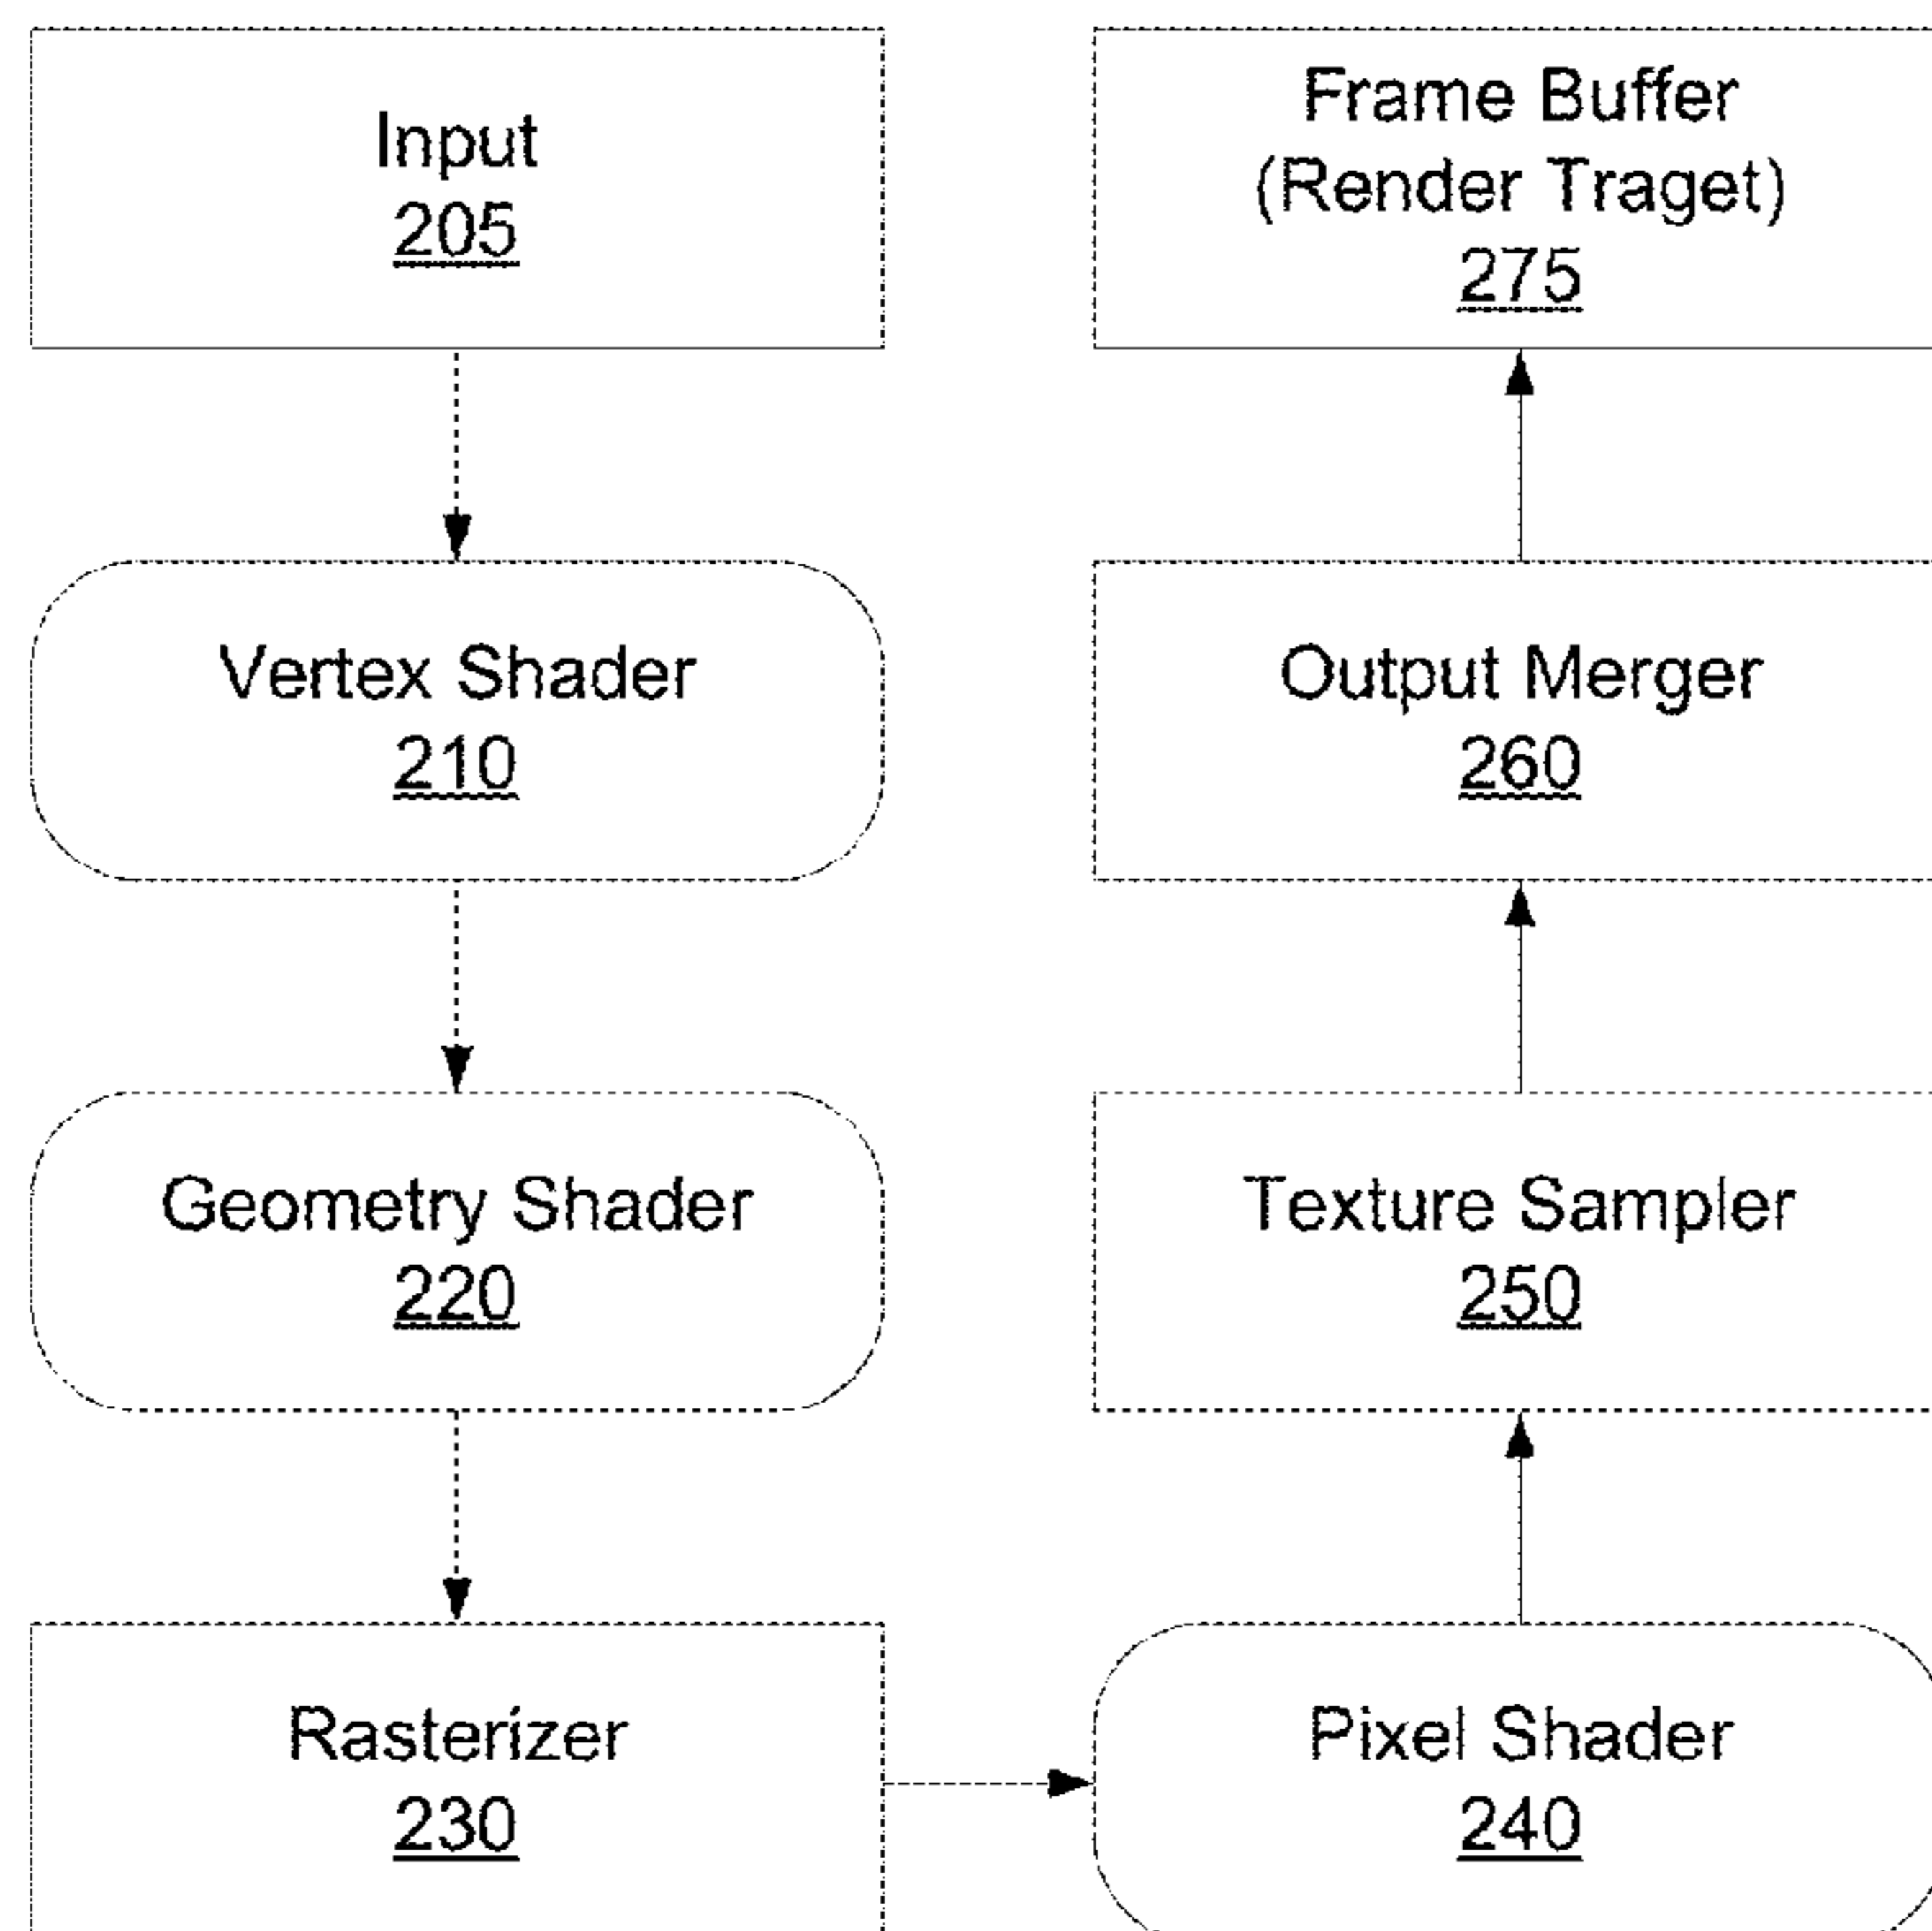 Input
205
Vertex Shader
210
Geometry Shader
220
Rasterizer
230
Pixel Shader
240
Texture Sampler
250
Output Merger
260
Frame Buffer
(Render Traget)
275